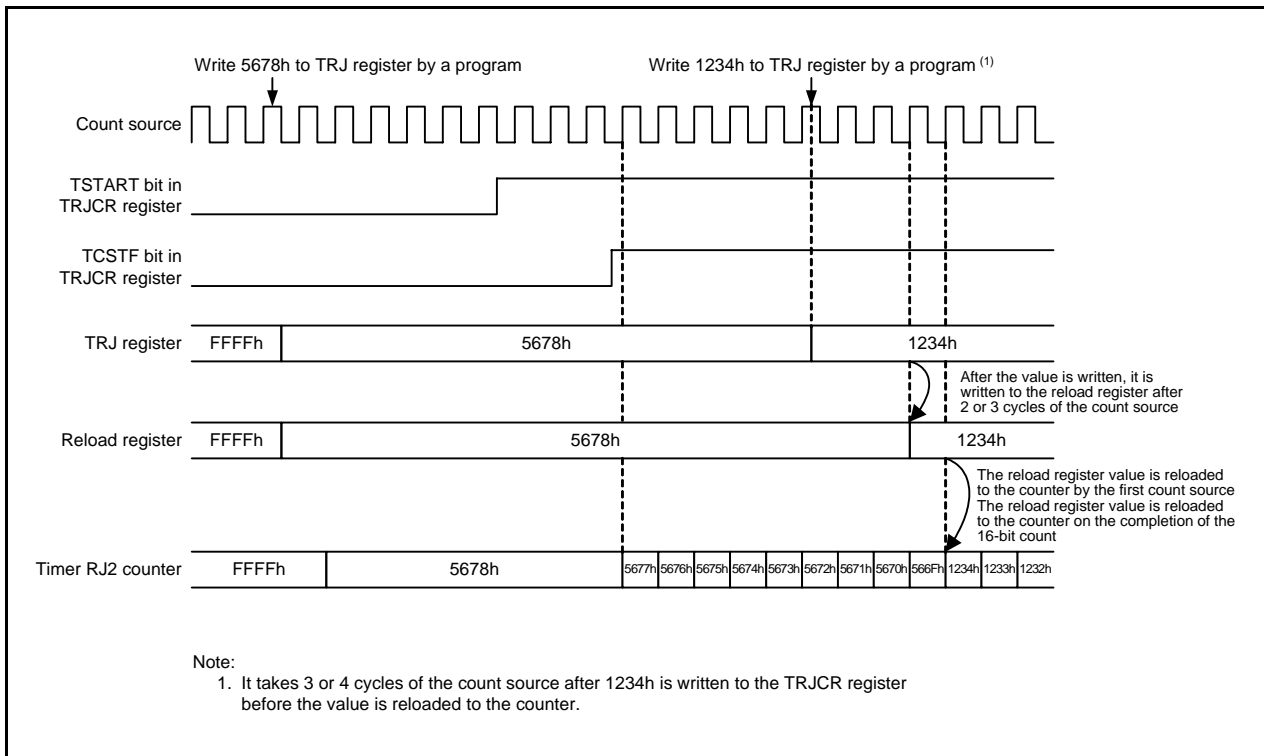 Write 5678h to TRJ register by a program
Write 1234h to TRJ register by a program (1)
Count source
TSTART bit in
TRJCR register
TCSTF bit in
TRJCR register
TRJ register
FFFFh
5678h
1234h
After the value is written, it is
written to the reload register after
2 or 3 cycles of the count source
Reload register
FFFFh
5678h
1234h
The reload register value is reloaded
to the counter by the first count source
The reload register value is reloaded
to the counter on the completion of the
16-bit count
Timer RJ2 counter
FFFFh
5678h
5677h 5676h 5675h 5674h 5673h 5672h 5671h 5670h 566Fh 1234h 1233h 1232h
Note:
1. It takes 3 or 4 cycles of the count source after 1234h is written to the TRJCR register
before the value is reloaded to the counter.